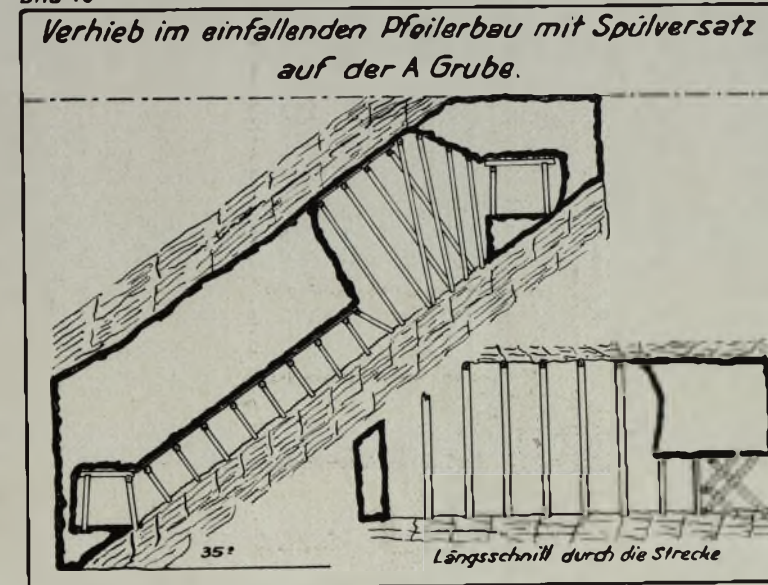 Verhieb im einfallenden Pfeilerbau mit Spülversatz
auf der A Grube.
35°
Längsschnitt durch die Strecke